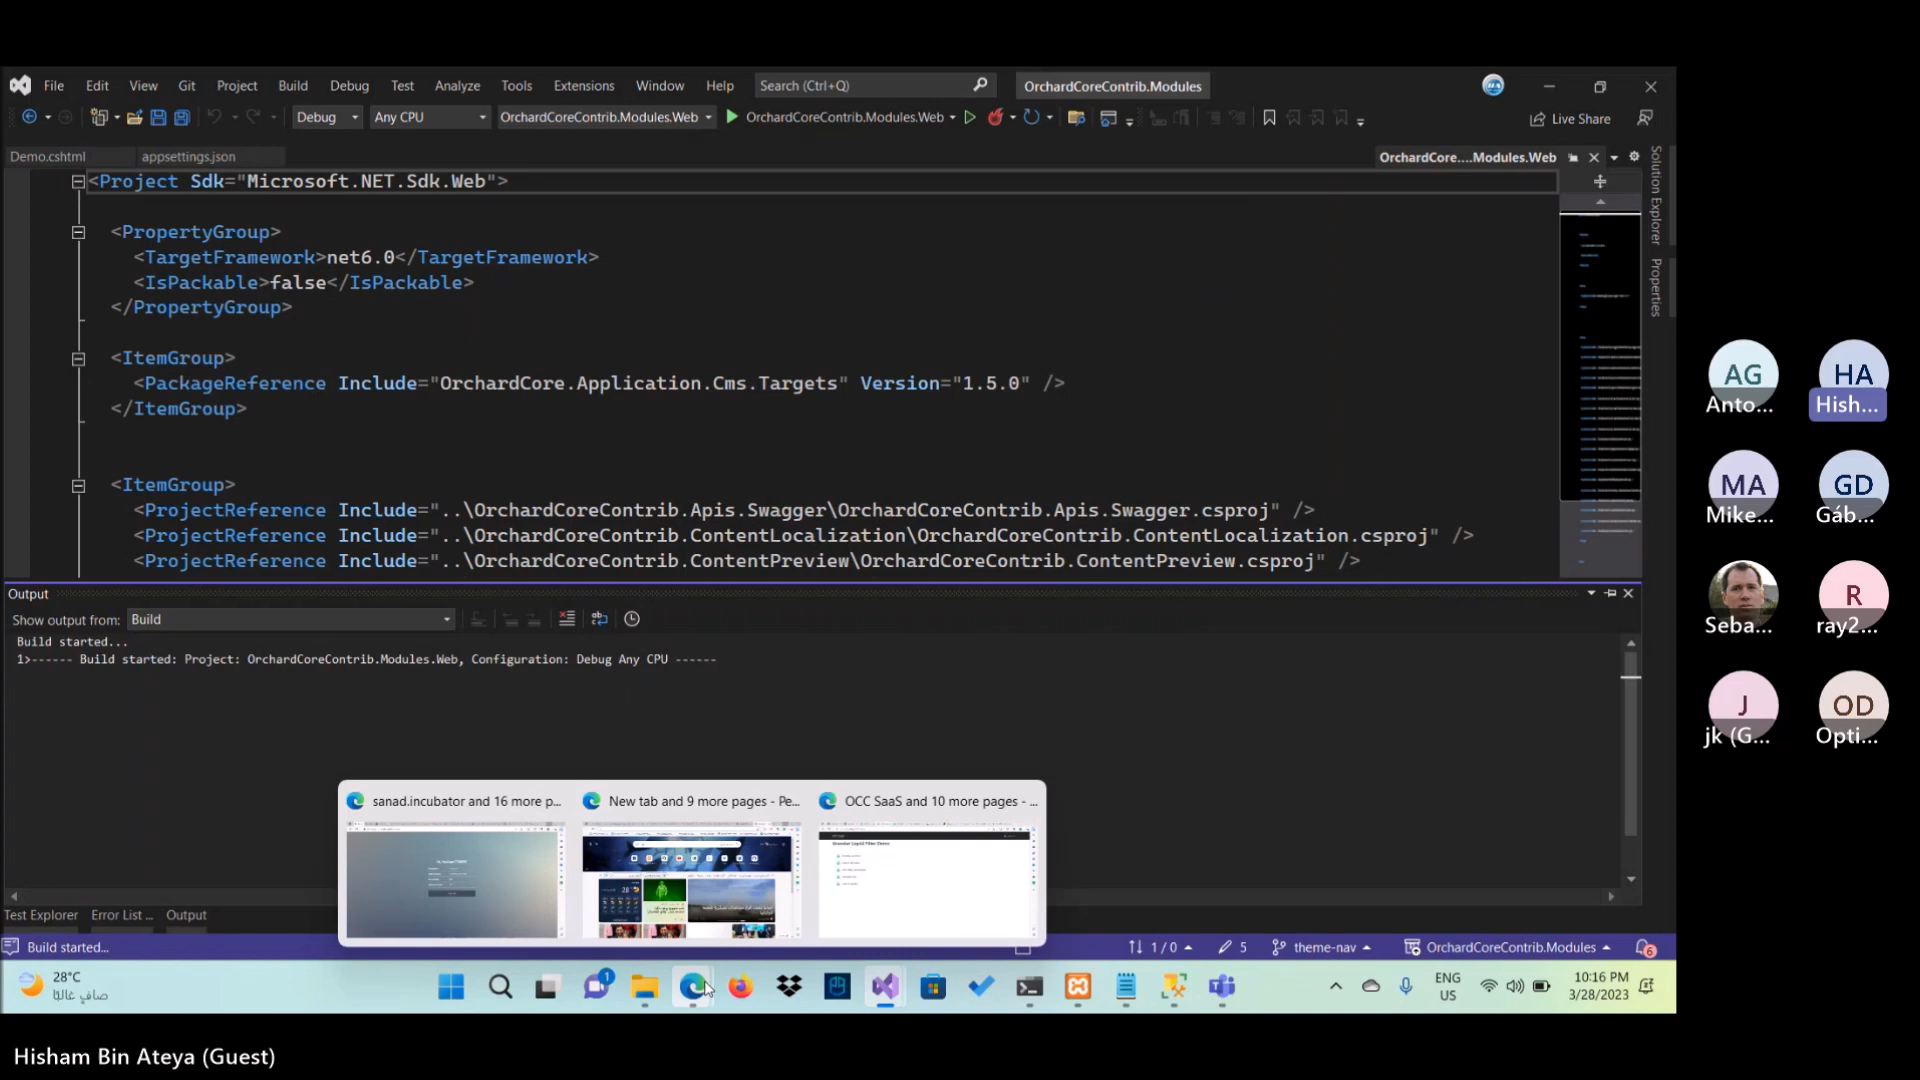 File Edit View Git Project Build Debug Test Analyze Tools Extensions Window Help Search (Ctrl+Q) OrchardCoreContrib.Modules
Debug Any CPU OrchardCoreContrib.Modules.Web OrchardCoreContrib.Modules.Web Live Share
Demo.cshtml appsettings.json OrchardCore....Modules.Web
<Project Sdk="Microsoft.NET.Sdk.Web">
<PropertyGroup>
<TargetFramework>net6.0</TargetFramework>
<IsPackable>false</IsPackable>
</PropertyGroup>
<ItemGroup>
<PackageReference Include="OrchardCore.Application.Cms.Targets" Version="1.5.0" />
</ItemGroup>
<ItemGroup>
<ProjectReference Include="..\OrchardCoreContrib.Apis.Swagger\OrchardCoreContrib.Apis.Swagger.csproj" />
<ProjectReference Include="..\OrchardCoreContrib.ContentLocalization\OrchardCoreContrib.ContentLocalization.csproj" />
<ProjectReference Include="..\OrchardCoreContrib.ContentPreview\OrchardCoreContrib.ContentPreview.csproj" />
Solution Explorer
Properties
Output
Show output from: Build
Build started...
1>------ Build started: Project: OrchardCoreContrib.Modules.Web, Configuration: Debug Any CPU ------
sanad.incubator and 16 more p...
New tab and 9 more pages - Pe...
OCC SaaS and 10 more pages - ...
Test Explorer Error List ... Output
Build started... 1 / 0 5 theme-nav OrchardCoreContrib.Modules 6
28°C
صافٍ غالبًا
1
ENG
US
10:16 PM
3/28/2023
AG
Anto...
HA
Hish...
MA
Mike...
GD
Gáb...
Seba...
R
ray2...
J
jk (G...
OD
Opti...
Hisham Bin Ateya (Guest)